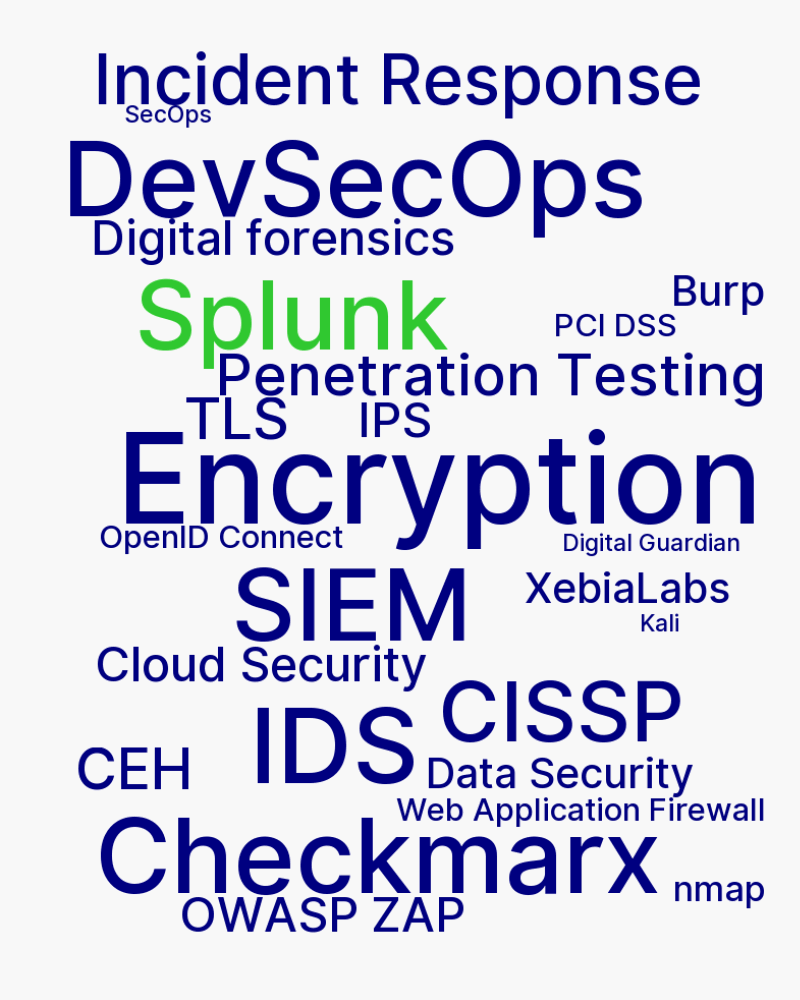 Incident Response
SecOps
DevSecOps
Digital forensics
Splunk
Burp
PCI DSS
Penetration Testing
TLS
IPS
Encryption
OpenID Connect
Digital Guardian
SIEM
XebiaLabs
Kali
Cloud Security
CISSP
IDS
CEH
Data Security
Web Application Firewall
Checkmarx
nmap
OWASP ZAP